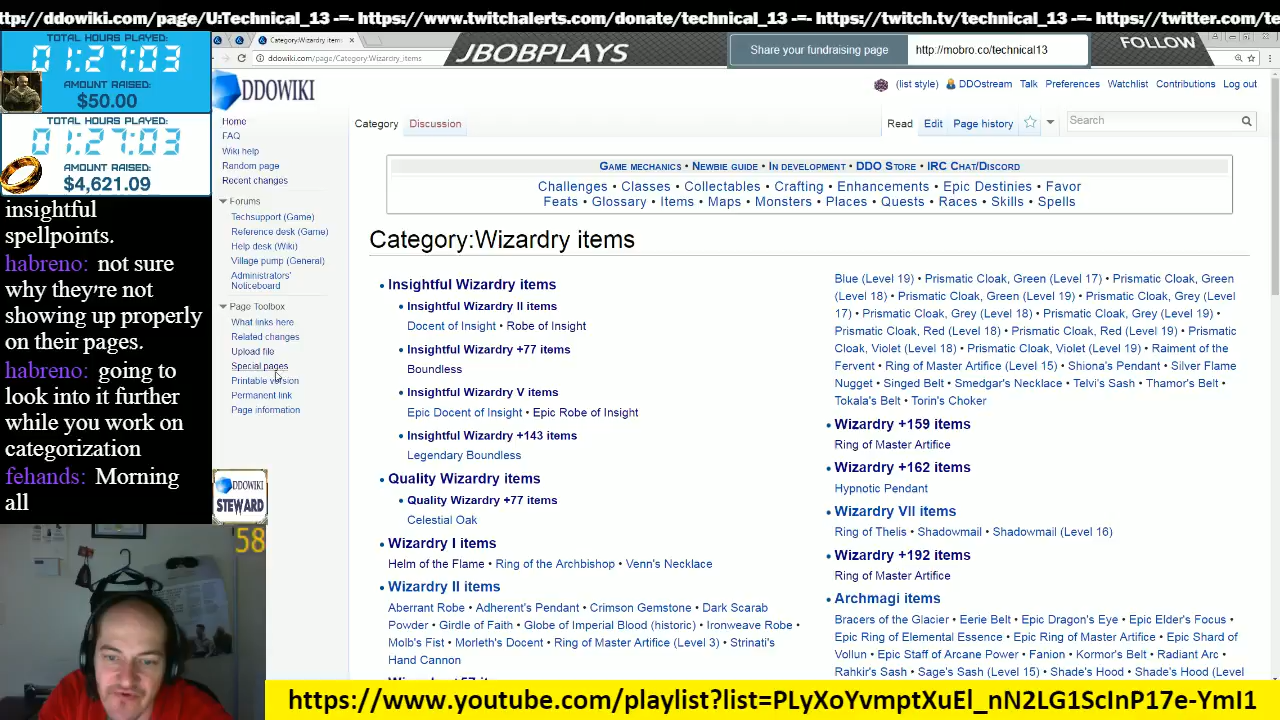 http://ddowiki.com/page/U:Technical_13 -=- https://www.twitchalerts.com/donate/technical_13 -=- https://twitch.tv/technical_13 -=- https://twitter.com/te
TOTAL HOURS PLAYED:
01:27:03
AMOUNT RAISED:
$50.00
TOTAL HOURS PLAYED:
01:27:03
AMOUNT RAISED:
$4,621.09
insightful
spellpoints.
habreno: not sure
why they're not
showing up properly
on their pages.
habreno: going to
look into it further
while you work on
categorization
fehands: Morning
all
Category:Wizardry item
ddowiki.com/page/Category:Wizardry_items
JBOBPLAYS
Share your fundraising page
http://mobro.co/technical13
FOLLOW
DDOWIKI
(list style)
DDOstream Talk Preferences Watchlist Contributions Log out
Category Discussion
Read Edit Page history
Search
Home
FAQ
Wiki help
Random page
Recent changes
Forums
Techsupport (Game)
Reference desk (Game)
Help desk (Wiki)
Village pump (General)
Administrators'
Noticeboard
Page Toolbox
What links here
Related changes
Upload file
Special pages
Printable version
Permanent link
Page information
DDOWIKI
STEWARD
58
Game mechanics • Newbie guide • In development • DDO Store • IRC Chat/Discord
Challenges • Classes • Collectables • Crafting • Enhancements • Epic Destinies • Favor
Feats • Glossary • Items • Maps • Monsters • Places • Quests • Races • Skills • Spells
Category:Wizardry items
Insightful Wizardry items
Insightful Wizardry II items
Docent of Insight • Robe of Insight
Insightful Wizardry +77 items
Boundless
Insightful Wizardry V items
Epic Docent of Insight • Epic Robe of Insight
Insightful Wizardry +143 items
Legendary Boundless
Quality Wizardry items
Quality Wizardry +77 items
Celestial Oak
Wizardry I items
Helm of the Flame • Ring of the Archbishop • Venn's Necklace
Wizardry II items
Aberrant Robe • Adherent's Pendant • Crimson Gemstone • Dark Scarab
Powder • Girdle of Faith • Globe of Imperial Blood (historic) • Ironweave Robe •
Molb's Fist • Morleth's Docent • Ring of Master Artifice (Level 3) • Strinati's
Hand Cannon
Blue (Level 19) • Prismatic Cloak, Green (Level 17) • Prismatic Cloak, Green
(Level 18) • Prismatic Cloak, Green (Level 19) • Prismatic Cloak, Grey (Level
17) • Prismatic Cloak, Grey (Level 18) • Prismatic Cloak, Grey (Level 19) •
Prismatic Cloak, Red (Level 18) • Prismatic Cloak, Red (Level 19) • Prismatic
Cloak, Violet (Level 18) • Prismatic Cloak, Violet (Level 19) • Raiment of the
Fervent • Ring of Master Artifice (Level 15) • Shiona's Pendant • Silver Flame
Nugget • Singed Belt • Smedgar's Necklace • Telvi's Sash • Thamor's Belt •
Tokala's Belt • Torin's Choker
Wizardry +159 items
Ring of Master Artifice
Wizardry +162 items
Hypnotic Pendant
Wizardry VII items
Ring of Thelis • Shadowmail • Shadowmail (Level 16)
Wizardry +192 items
Ring of Master Artifice
Archmagi items
Bracers of the Glacier • Eerie Belt • Epic Dragon's Eye • Epic Elder's Focus •
Epic Ring of Elemental Essence • Epic Ring of Master Artifice • Epic Shard of
Vollun • Epic Staff of Arcane Power • Fanion • Kormor's Belt • Radiant Arc •
Rahkir's Sash • Sage's Sash (Level 15) • Shade's Hood • Shade's Hood (Level
https://www.youtube.com/playlist?list=PLyXoYvmptXuEl_nN2LG1ScInP17e-YmI1